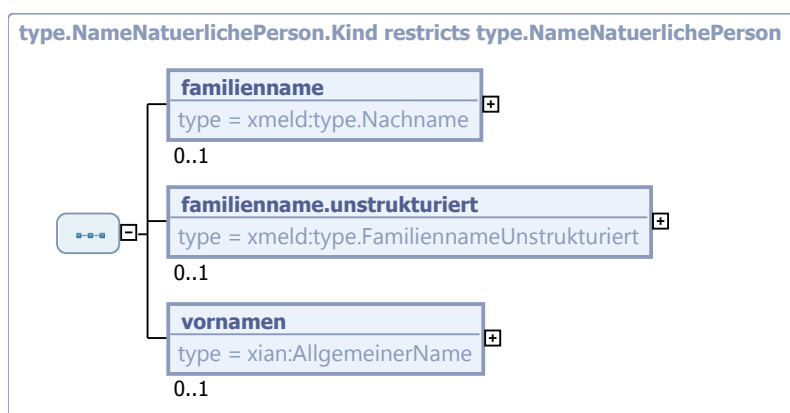 type.NameNatuerlichePerson.Kind restricts type.NameNatuerlichePerson
familienname
type = xmeld:type.Nachname
0..1
familienname.unstrukturiert
type = xmeld:type.FamiliennameUnstrukturiert
0..1
vornamen
type = xian:AllgemeinerName
0..1